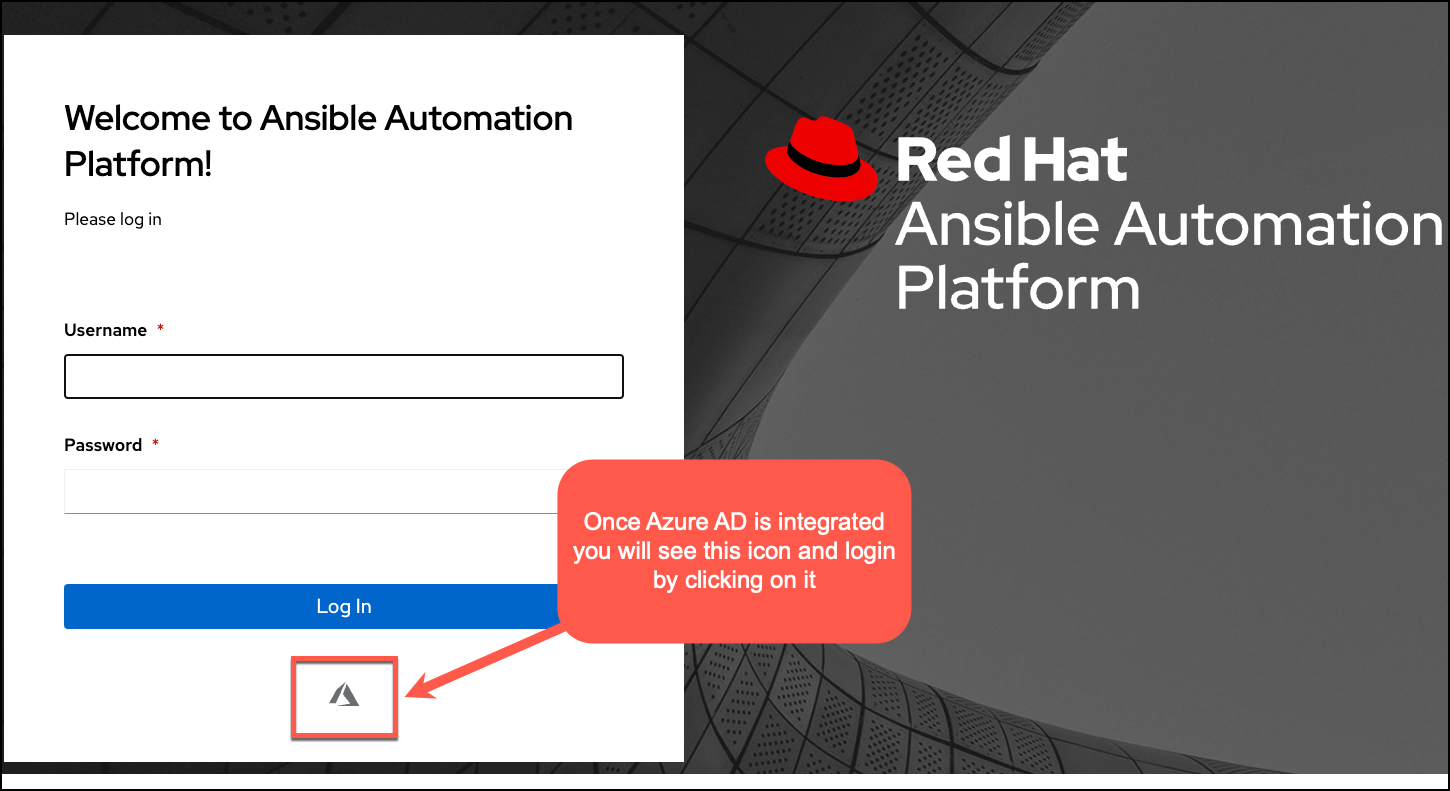 Welcome to Ansible Automation
Platform!
Please log in
Username *
Password *
Log In
Once Azure AD is integrated
you will see this icon and login
by clicking on it
Red Hat
Ansible Automation
Platform